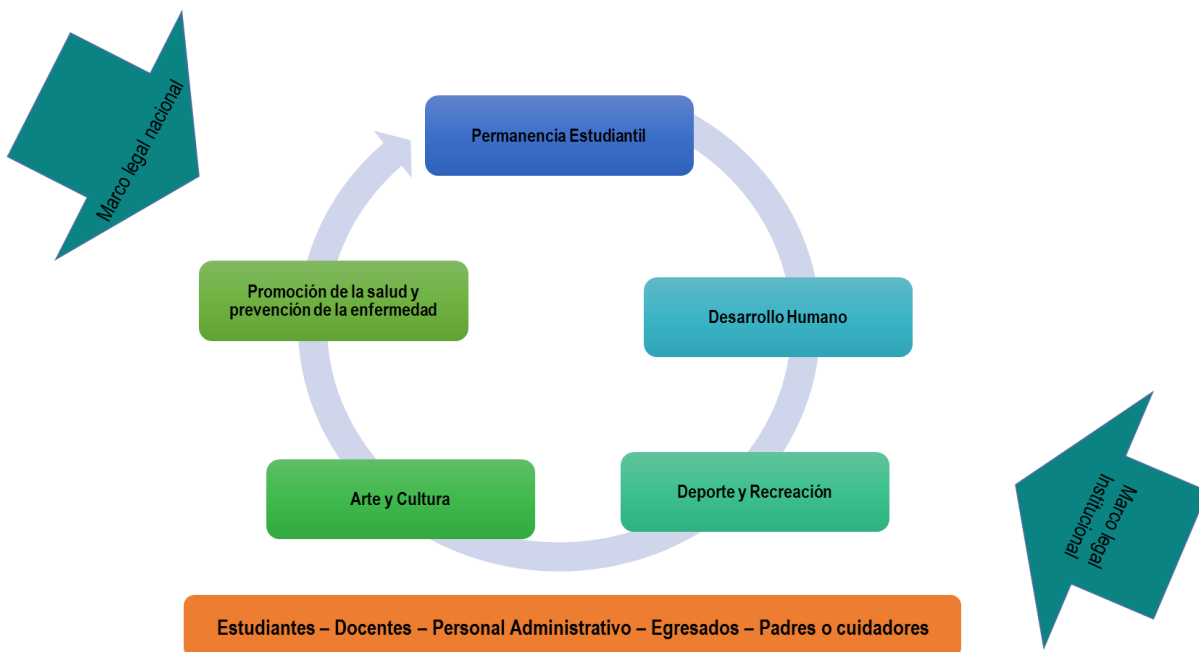 Marco legal nacional
Permanencia Estudiantil
Promoción de la salud y
prevención de la enfermedad
Desarrollo Humano
Arte y Cultura
Deporte y Recreación
Marco legal
Institucional
Estudiantes – Docentes – Personal Administrativo – Egresados – Padres o cuidadores